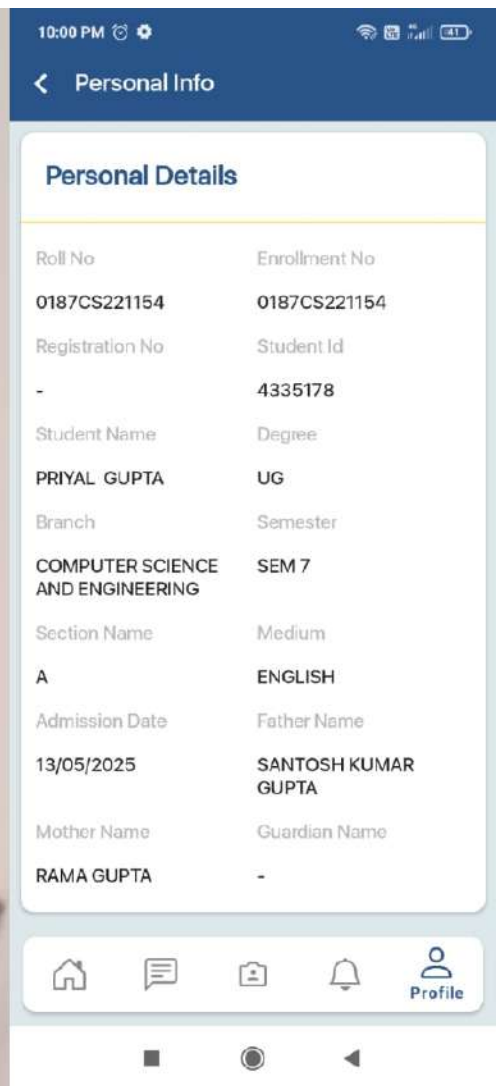 10:00 PM
41
Personal Info
Personal Details
Roll No Enrollment No
0187CS221154 0187CS221154
Registration No Student Id
- 4335178
Student Name Degree
PRIYAL GUPTA UG
Branch Semester
COMPUTER SCIENCE SEM 7
AND ENGINEERING
Section Name Medium
A ENGLISH
Admission Date Father Name
13/05/2025 SANTOSH KUMAR
GUPTA
Mother Name Guardian Name
RAMA GUPTA -
Profile